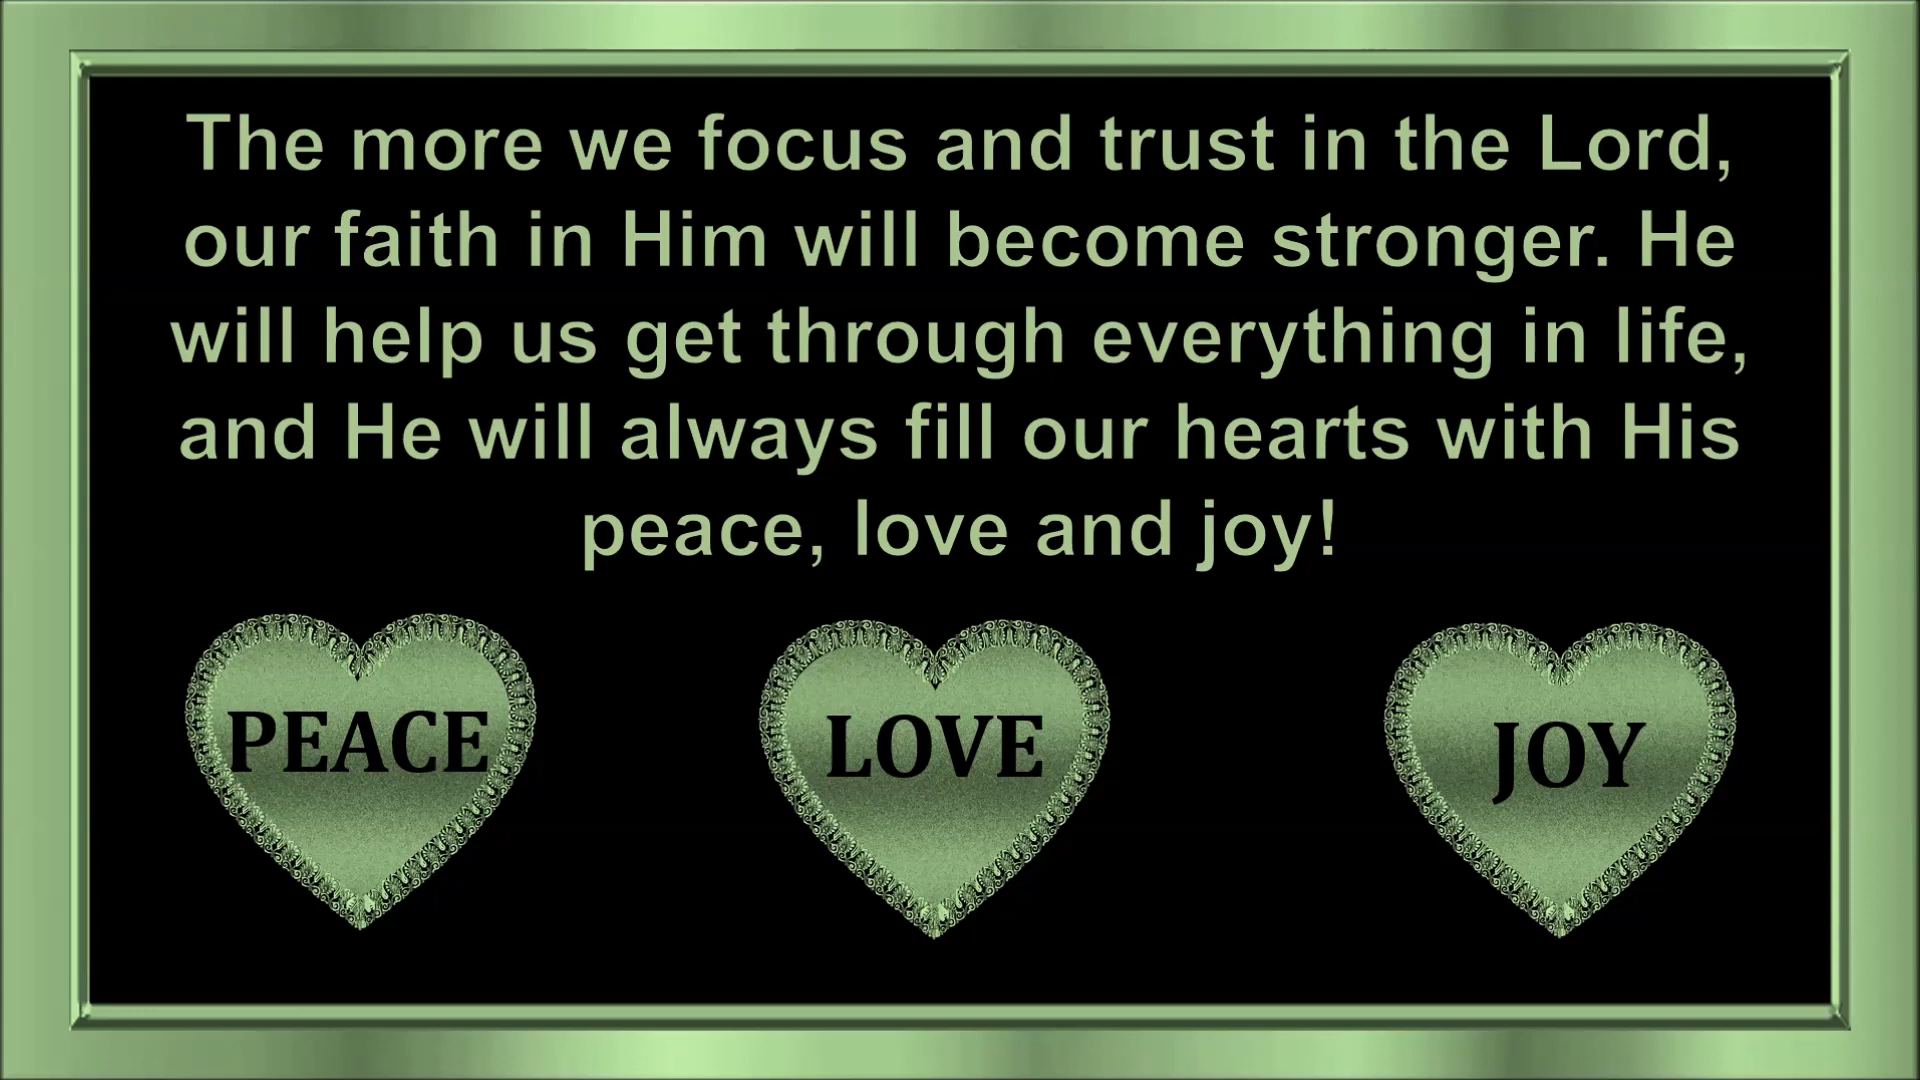 The more we focus and trust in the Lord,
our faith in Him will become stronger. He
will help us get through everything in life,
and He will always fill our hearts with His
peace, love and joy!
PEACE
LOVE
JOY